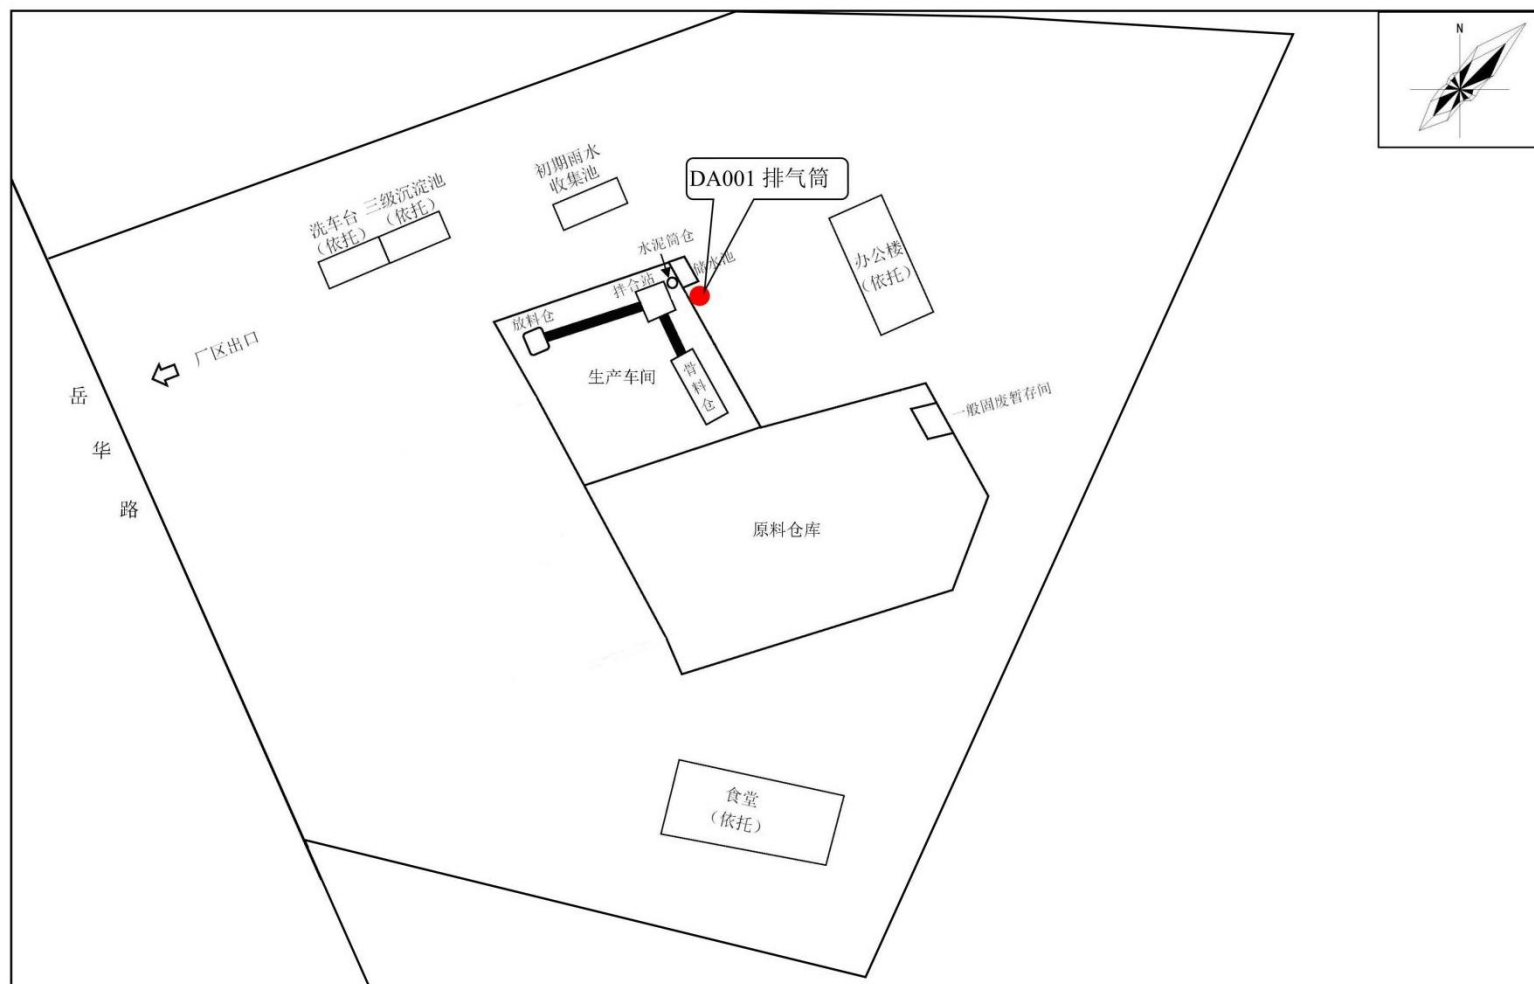 N
初期雨水
收集池
DA001 排气筒
洗车台
（依托）
三级沉淀池
（依托）
水泥筒仓
储水池
办公楼
（依托）
拌合站
放料仓
厂区出口
生产车间
骨
料
仓
岳
华
路
一般固废暂存间
原料仓库
食堂
（依托）